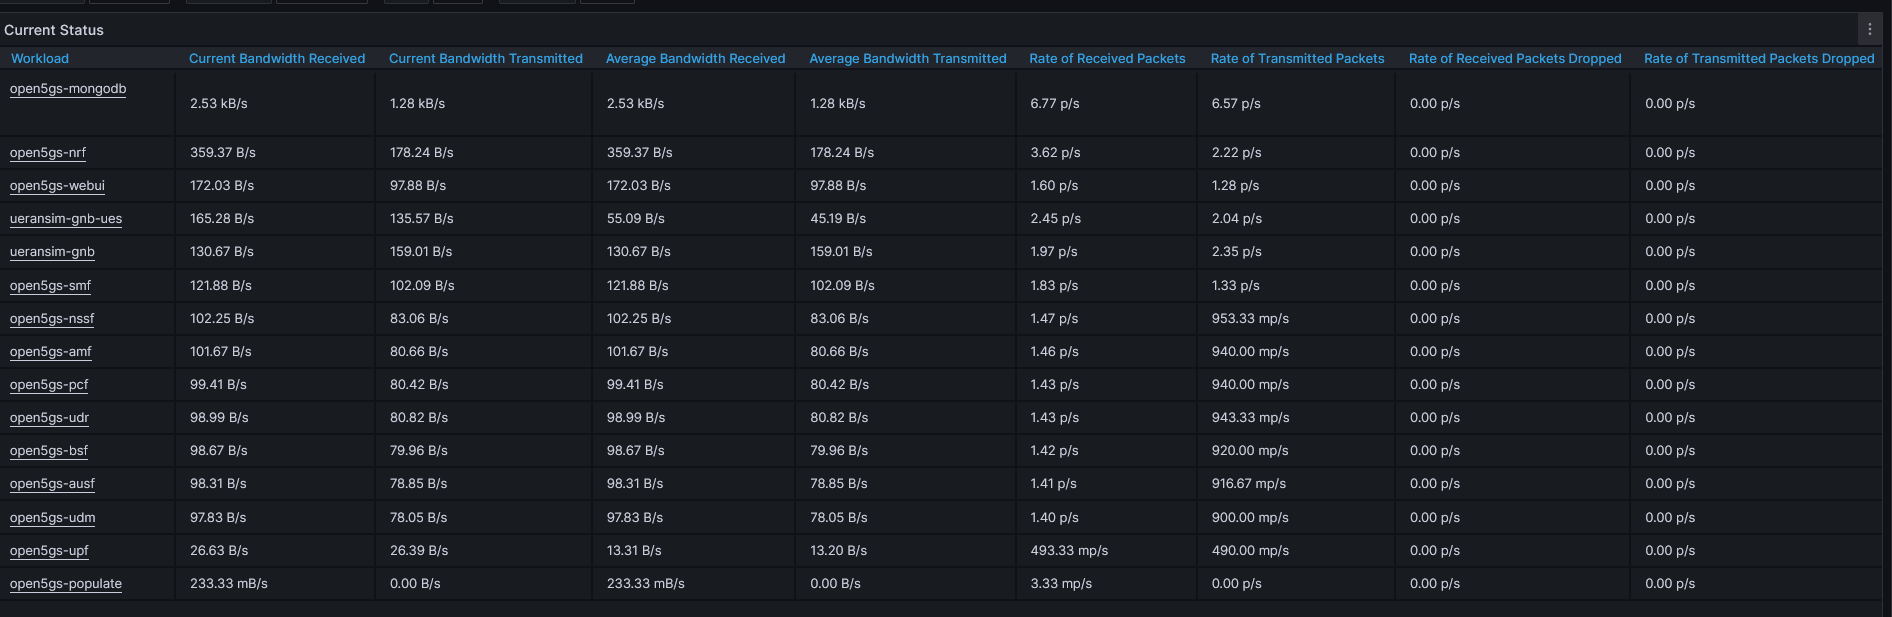 Current Status
Workload Current Bandwidth Received Current Bandwidth Transmitted Average Bandwidth Received Average Bandwidth Transmitted Rate of Received Packets Rate of Transmitted Packets Rate of Received Packets Dropped Rate of Transmitted Packets Dropped
open5gs-mongodb 2.53 kB/s 1.28 kB/s 2.53 kB/s 1.28 kB/s 6.77 p/s 6.57 p/s 0.00 p/s 0.00 p/s
open5gs-nrf 359.37 B/s 178.24 B/s 359.37 B/s 178.24 B/s 3.62 p/s 2.22 p/s 0.00 p/s 0.00 p/s
open5gs-webui 172.03 B/s 97.88 B/s 172.03 B/s 97.88 B/s 1.60 p/s 1.28 p/s 0.00 p/s 0.00 p/s
ueransim-gnb-ues 165.28 B/s 135.57 B/s 55.09 B/s 45.19 B/s 2.45 p/s 2.04 p/s 0.00 p/s 0.00 p/s
ueransim-gnb 130.67 B/s 159.01 B/s 130.67 B/s 159.01 B/s 1.97 p/s 2.35 p/s 0.00 p/s 0.00 p/s
open5gs-smf 121.88 B/s 102.09 B/s 121.88 B/s 102.09 B/s 1.83 p/s 1.33 p/s 0.00 p/s 0.00 p/s
open5gs-nssf 102.25 B/s 83.06 B/s 102.25 B/s 83.06 B/s 1.47 p/s 953.33 mp/s 0.00 p/s 0.00 p/s
open5gs-amf 101.67 B/s 80.66 B/s 101.67 B/s 80.66 B/s 1.46 p/s 940.00 mp/s 0.00 p/s 0.00 p/s
open5gs-pcf 99.41 B/s 80.42 B/s 99.41 B/s 80.42 B/s 1.43 p/s 940.00 mp/s 0.00 p/s 0.00 p/s
open5gs-udr 98.99 B/s 80.82 B/s 98.99 B/s 80.82 B/s 1.43 p/s 943.33 mp/s 0.00 p/s 0.00 p/s
open5gs-bsf 98.67 B/s 79.96 B/s 98.67 B/s 79.96 B/s 1.42 p/s 920.00 mp/s 0.00 p/s 0.00 p/s
open5gs-ausf 98.31 B/s 78.85 B/s 98.31 B/s 78.85 B/s 1.41 p/s 916.67 mp/s 0.00 p/s 0.00 p/s
open5gs-udm 97.83 B/s 78.05 B/s 97.83 B/s 78.05 B/s 1.40 p/s 900.00 mp/s 0.00 p/s 0.00 p/s
open5gs-upf 26.63 B/s 26.39 B/s 13.31 B/s 13.20 B/s 493.33 mp/s 490.00 mp/s 0.00 p/s 0.00 p/s
open5gs-populate 233.33 mB/s 0.00 B/s 233.33 mB/s 0.00 B/s 3.33 mp/s 0.00 p/s 0.00 p/s 0.00 p/s